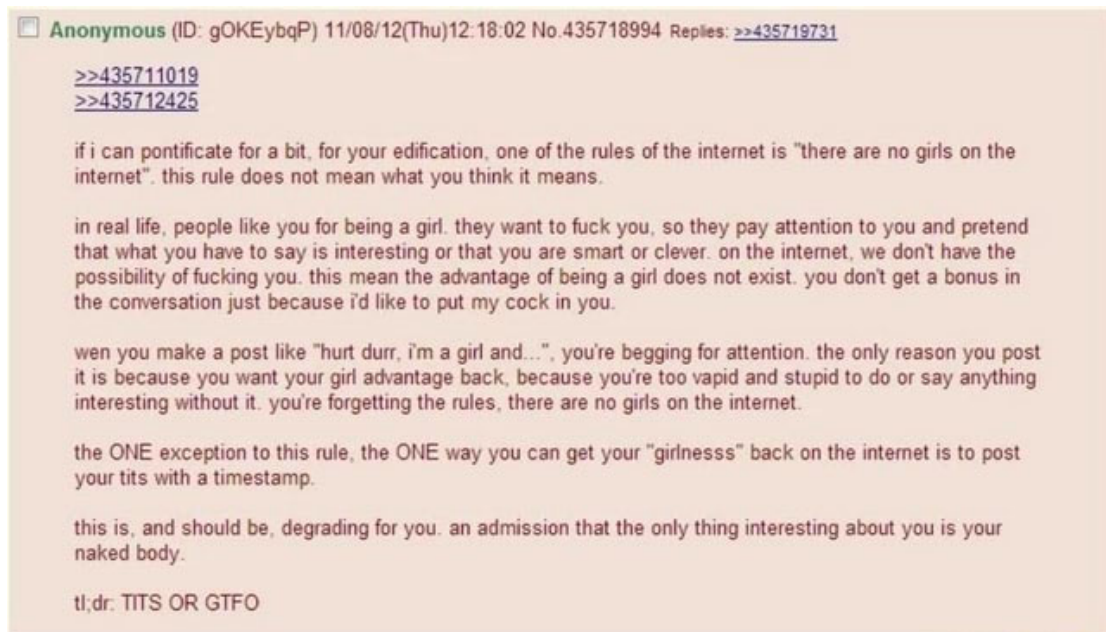 Anonymous (ID: gOKEybqP) 11/08/12(Thu)12:18:02 No.435718994 Replies: >>435719731
>>435711019
>>435712425
if i can pontificate for a bit, for your edification, one of the rules of the internet is "there are no girls on the
internet". this rule does not mean what you think it means.
in real life, people like you for being a girl. they want to fuck you, so they pay attention to you and pretend
that what you have to say is interesting or that you are smart or clever. on the internet, we don't have the
possibility of fucking you. this mean the advantage of being a girl does not exist. you don't get a bonus in
the conversation just because i'd like to put my cock in you.
wen you make a post like "hurt durr, i'm a girl and...", you're begging for attention. the only reason you post
it is because you want your girl advantage back, because you're too vapid and stupid to do or say anything
interesting without it. you're forgetting the rules, there are no girls on the internet.
the ONE exception to this rule, the ONE way you can get your "girlnesss" back on the internet is to post
your tits with a timestamp.
this is, and should be, degrading for you. an admission that the only thing interesting about you is your
naked body.
tl;dr: TITS OR GTFO